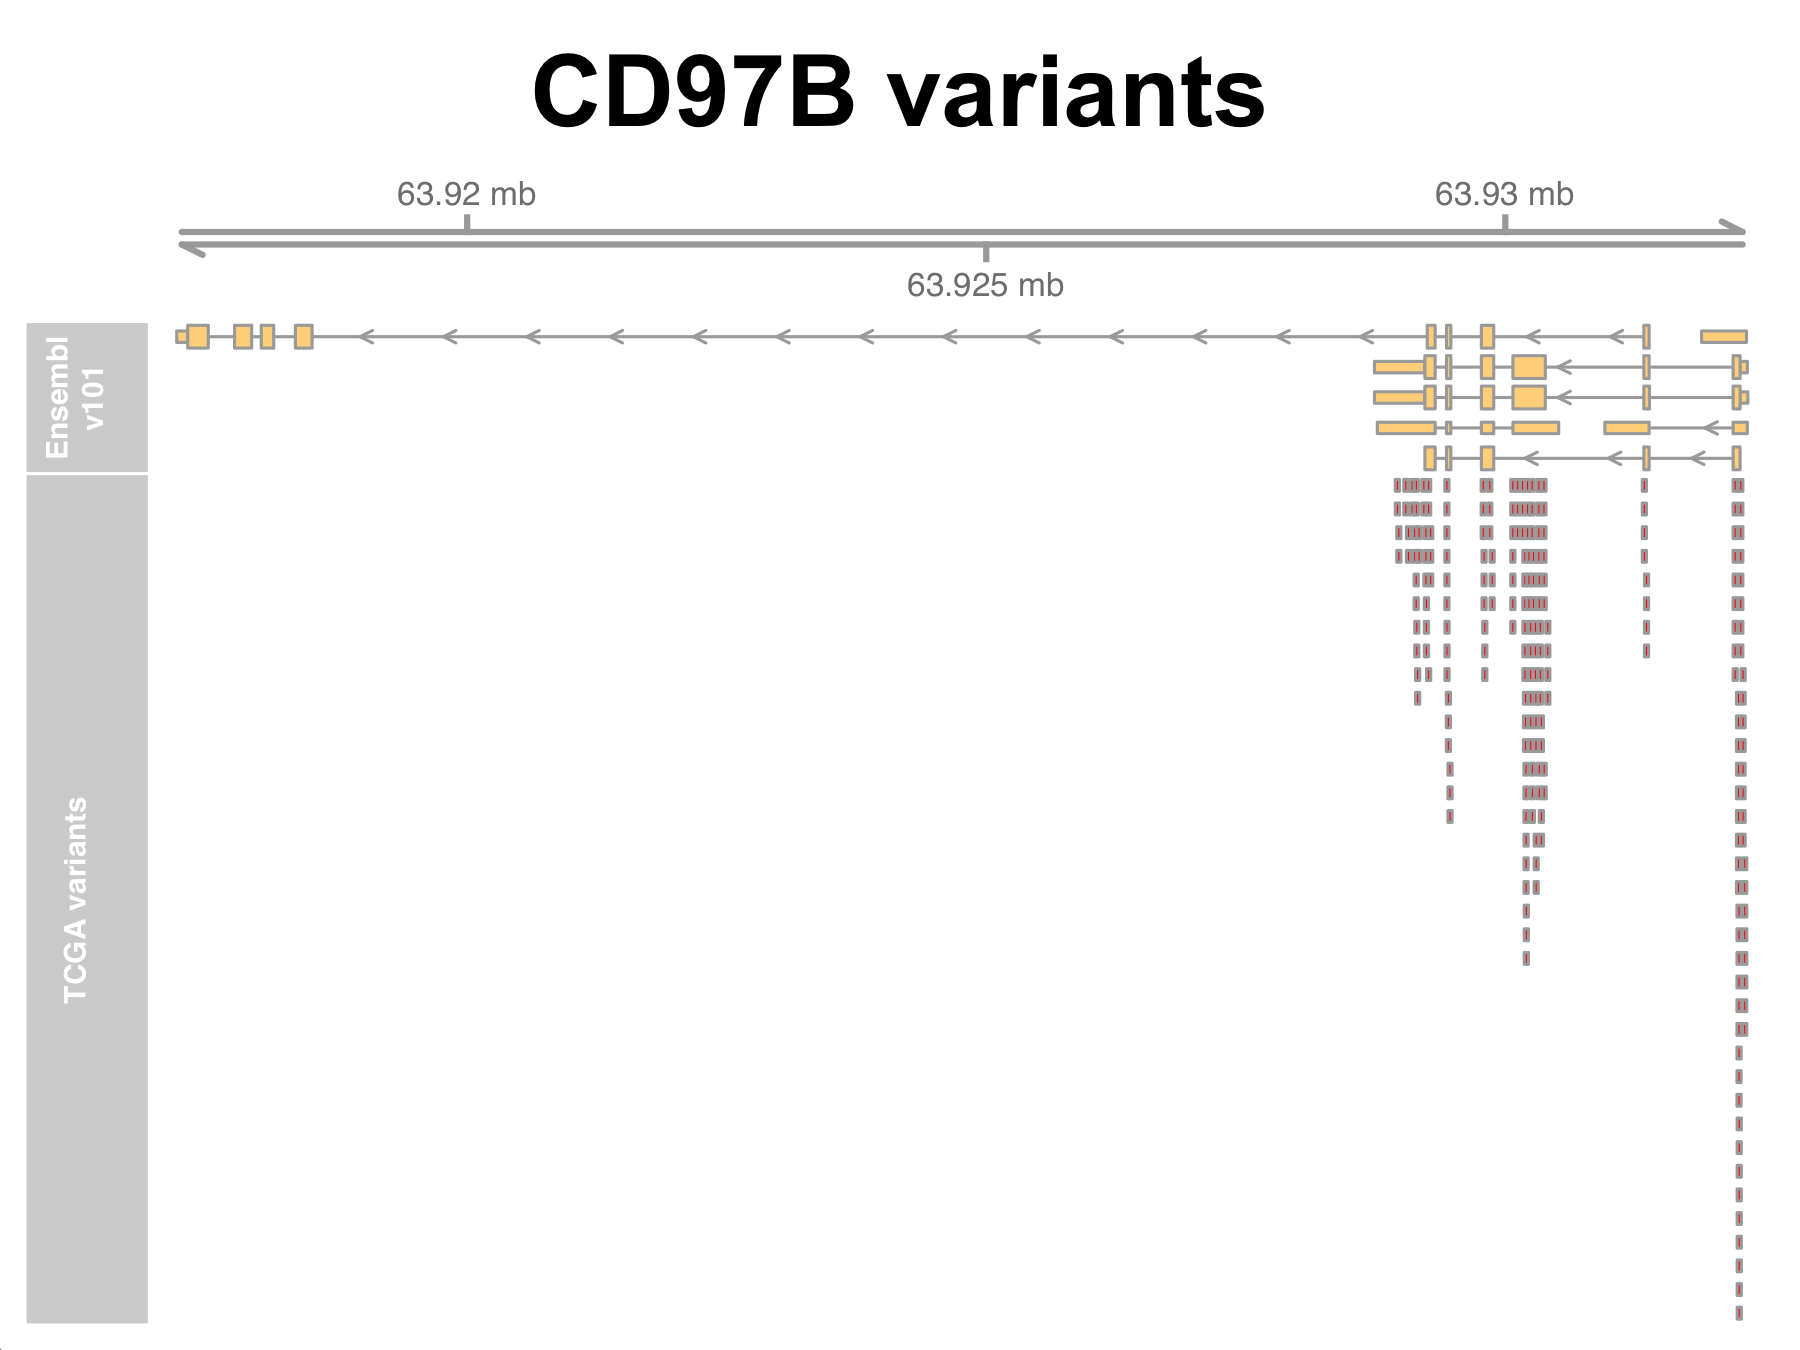 CD97B variants
63.92 mb
63.93 mb
63.925 mb
Ensembl
v101
TCGA variants